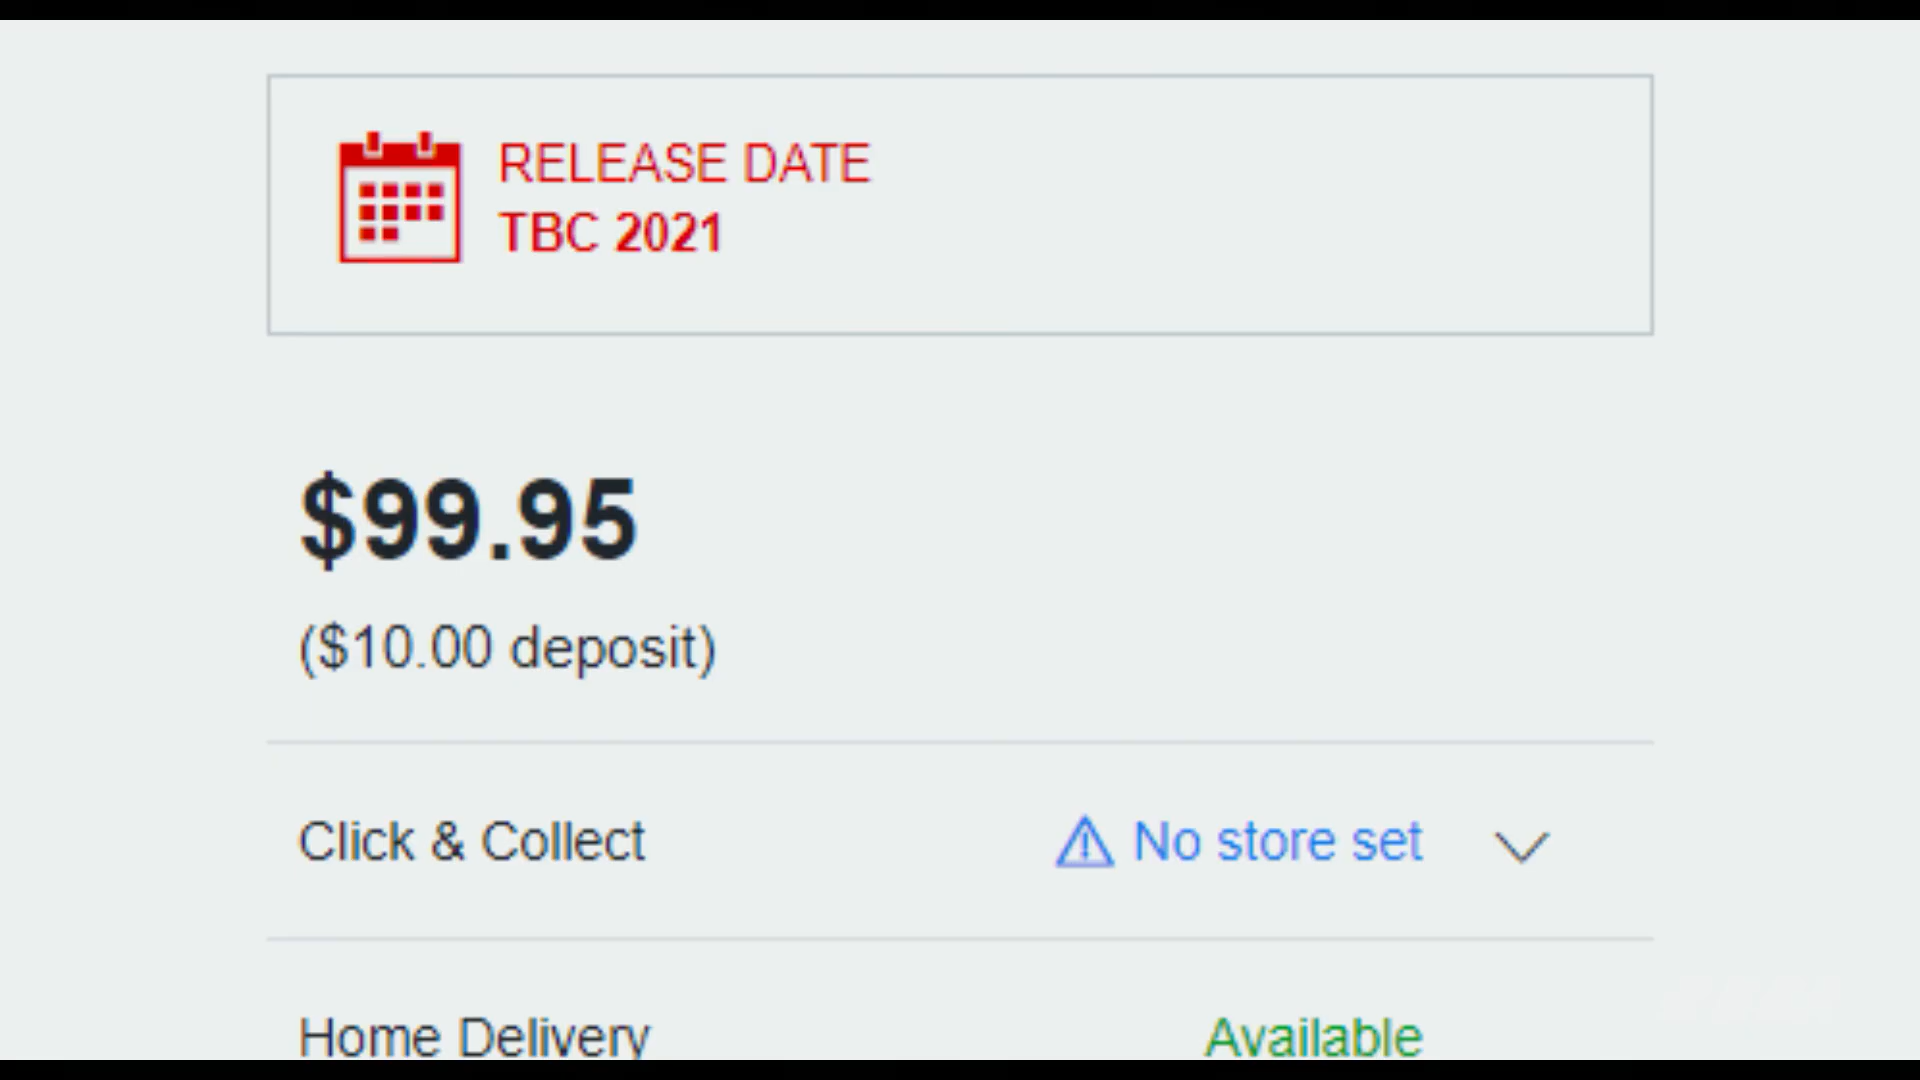 RELEASE DATE
TBC 2021
$99.95
($10.00 deposit)
Click & Collect
No store set
Home Delivery
Available